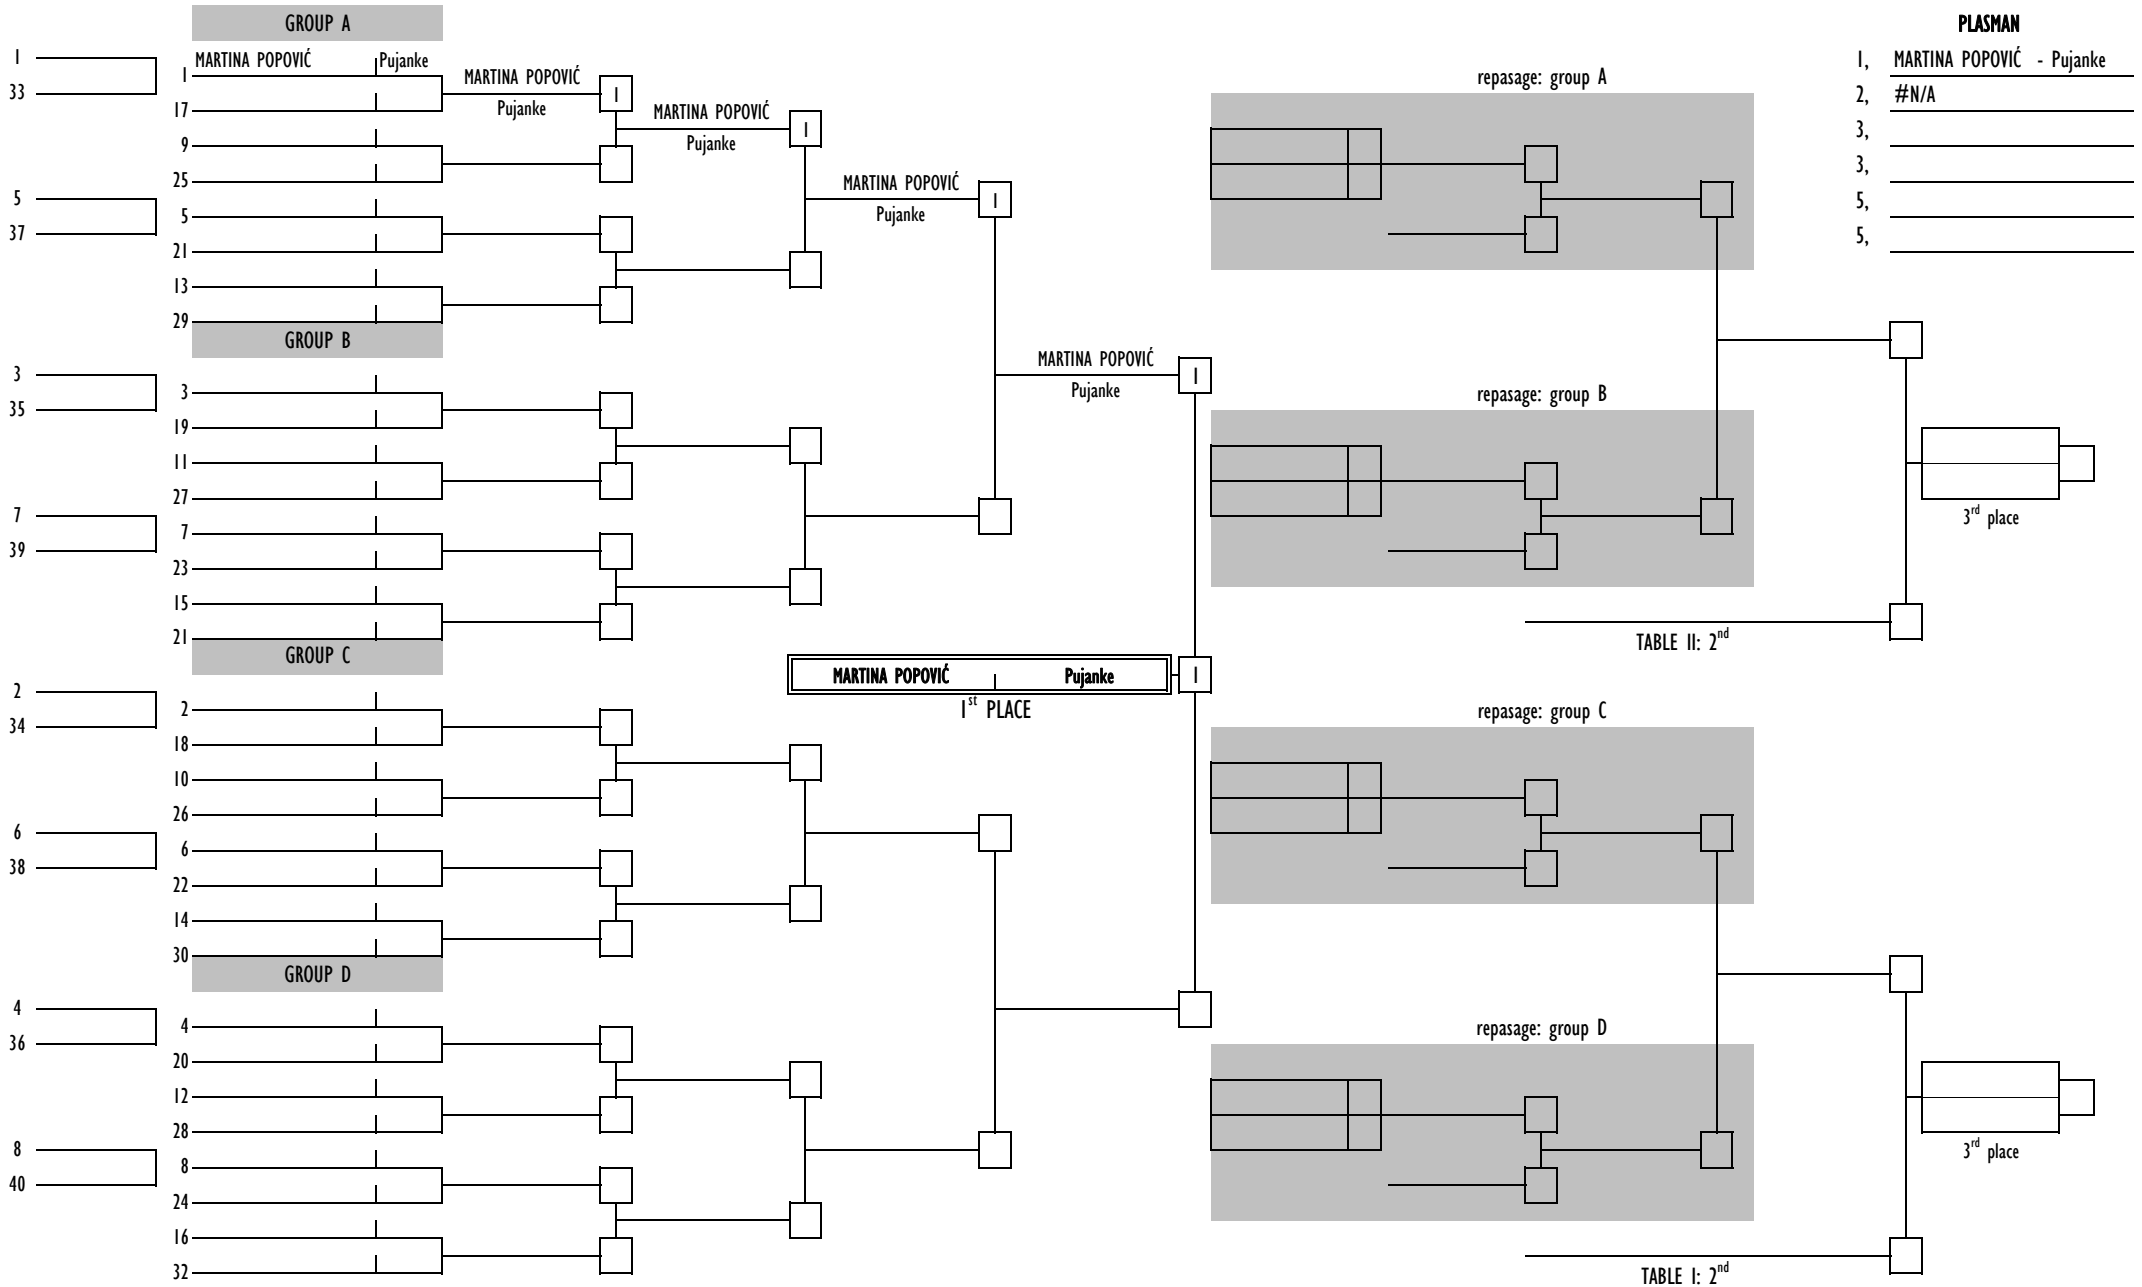 GROUP A
1
33
5
37
1 MARTINA POPOVIĆ Pujanke
17
9
25
5
21
13
29
GROUP B
3
35
7
39
3
19
11
27
7
23
15
21
GROUP C
2
34
6
38
2
18
10
26
6
22
14
30
GROUP D
4
36
8
40
4
20
12
28
8
24
16
32
MARTINA POPOVIĆ
Pujanke
1
MARTINA POPOVIĆ
Pujanke
1
MARTINA POPOVIĆ
Pujanke
1
MARTINA POPOVIĆ
Pujanke
1
MARTINA POPOVIĆ Pujanke
1
1st PLACE
repasage: group A
repasage: group B
TABLE II: 2nd
3rd place
repasage: group C
repasage: group D
TABLE I: 2nd
3rd place
PLASMAN
1, MARTINA POPOVIĆ - Pujanke
2, #N/A
3,
3,
5,
5,